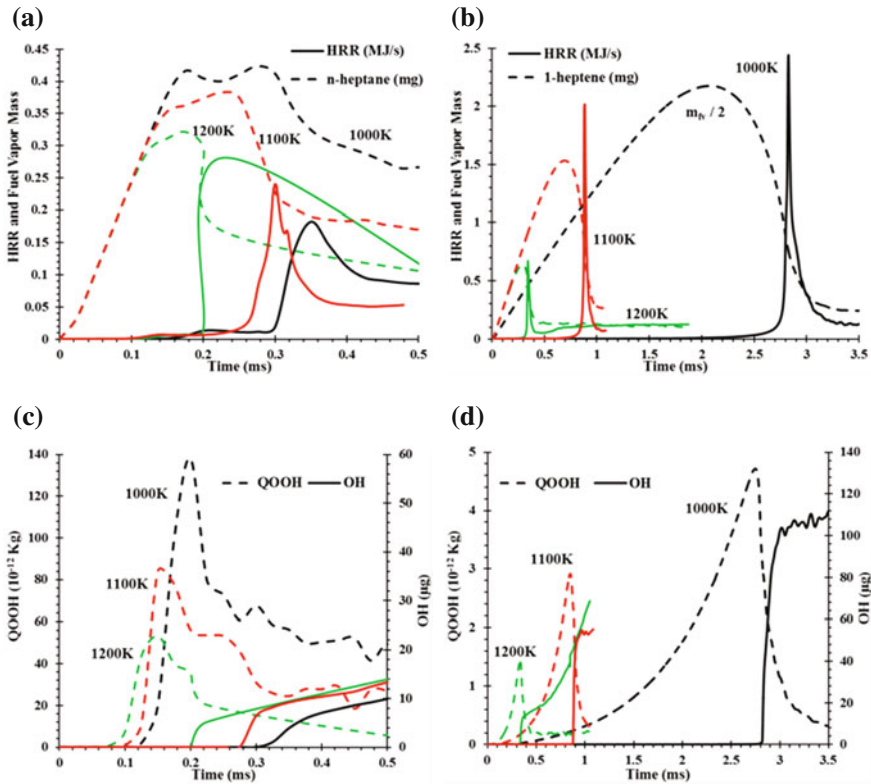 (a)
HRR (MJ/s)
n-heptane (mg)
HRR and Fuel Vapor Mass
0.45
0.4
0.35
0.3
0.25
0.2
0.15
0.1
0.05
0
1200K
1100K
1000K
0 0.1 0.2 0.3 0.4 0.5
Time (ms)
(b)
HRR (MJ/s)
1-heptene (mg)
HRR and Fuel Vapor Mass
2.5
2
1.5
1
0.5
0
1000K
mfv / 2
1100K
1200K
0 0.5 1 1.5 2 2.5 3 3.5
Time (ms)
(c)
QOOH OH
QOOH (10-12 Kg)
140
120
100
80
60
40
20
0
1000K
1100K
1200K
60
50
40
30
20
10
0
OH (µg)
0 0.1 0.2 0.3 0.4 0.5
Time (ms)
(d)
QOOH OH
QOOH (10-12 Kg)
5
4
3
2
1
0
1000K
1100K
1200K
140
120
100
80
60
40
20
0
OH (µg)
0 0.5 1 1.5 2 2.5 3 3.5
Time (ms)